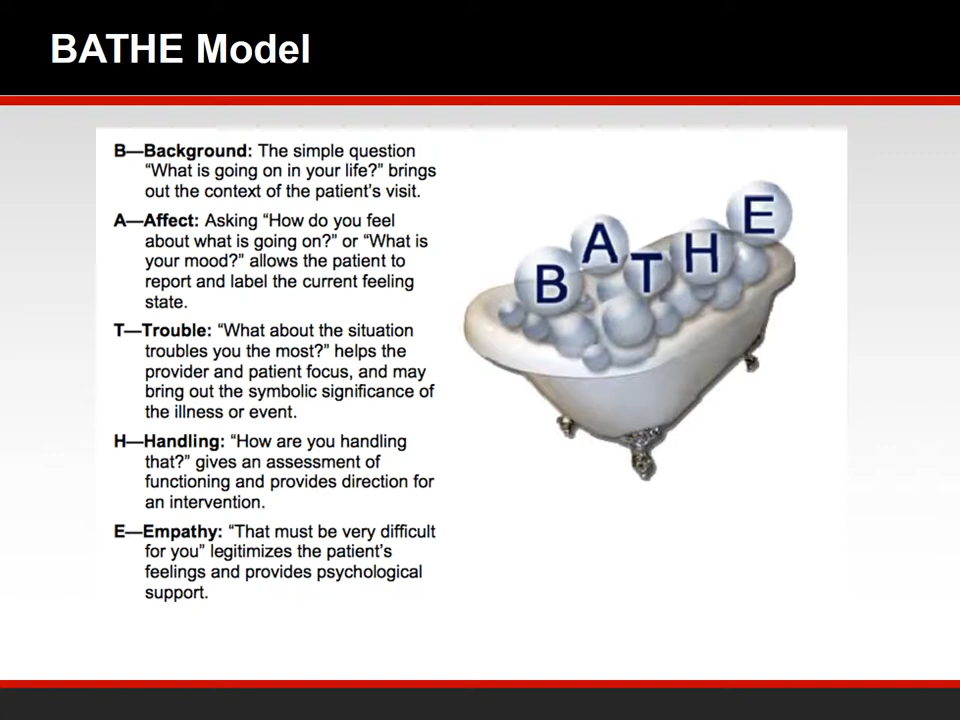 BATHE Model
B—Background: The simple question
“What is going on in your life?” brings
out the context of the patient’s visit.
A—Affect: Asking “How do you feel
about what is going on?” or “What is
your mood?” allows the patient to
report and label the current feeling
state.
T—Trouble: “What about the situation
troubles you the most?” helps the
provider and patient focus, and may
bring out the symbolic significance of
the illness or event.
H—Handling: “How are you handling
that?” gives an assessment of
functioning and provides direction for
an intervention.
E—Empathy: “That must be very difficult
for you” legitimizes the patient’s
feelings and provides psychological
support.
B A T H E